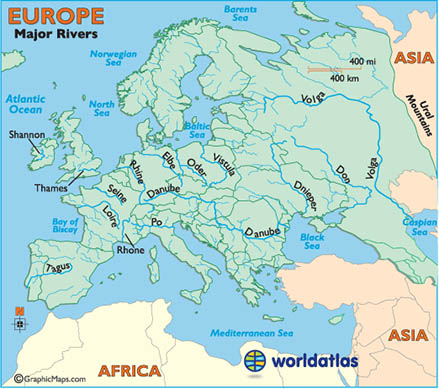 EUROPE
Major Rivers
Barents
Sea
Norwegian
Sea
400 mi
400 km
ASIA
Atlantic
Ocean
North
Sea
Volga
Ural
Mountains
Shannon
Baltic
Sea
Thames
Rhine
Elbe
Oder
Vistula
Don
Volga
Seine
Danube
Dnieper
Loire
Bay of
Biscay
Po
Danube
Caspian
Sea
Rhone
Black
Sea
Tagus
N
Mediterranean
Sea
ASIA
AFRICA
worldatlas
©GraphicMaps.com